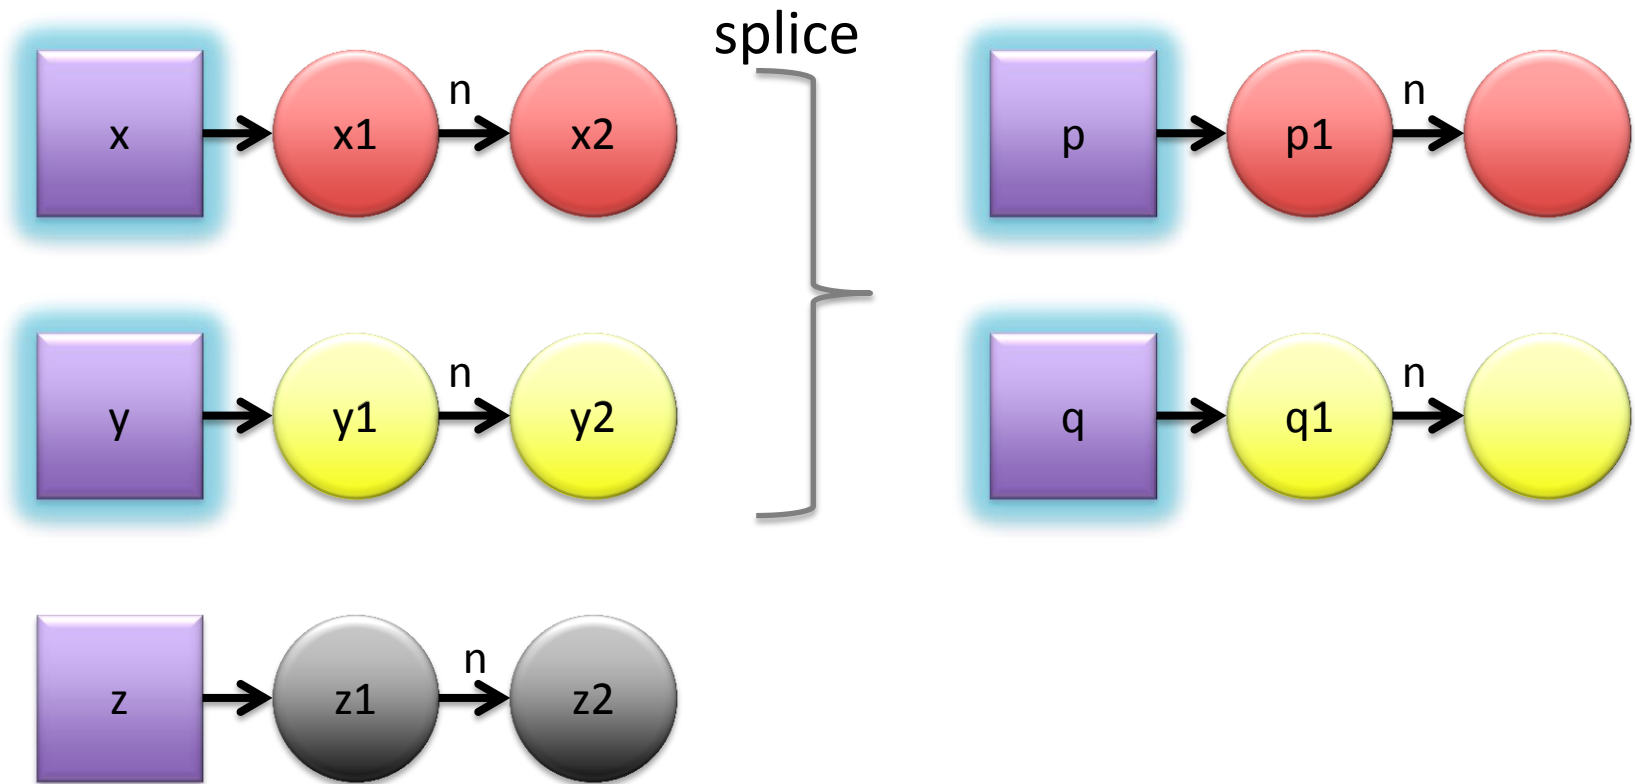 splice
x x1 n x2
p p1 n
y y1 n y2
q q1 n
z z1 n z2